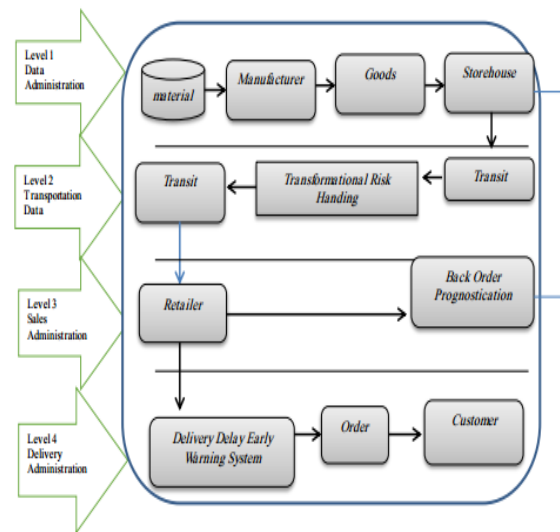 Level 1
Data
Administration
material
Manufacturer
Goods
Storehouse
Level 2
Transportation
Data
Transit
Transformational Risk
Handing
Transit
Level 3
Sales
Administration
Retailer
Back Order
Prognostication
Level 4
Delivery
Administration
Delivery Delay Early
Warning System
Order
Customer